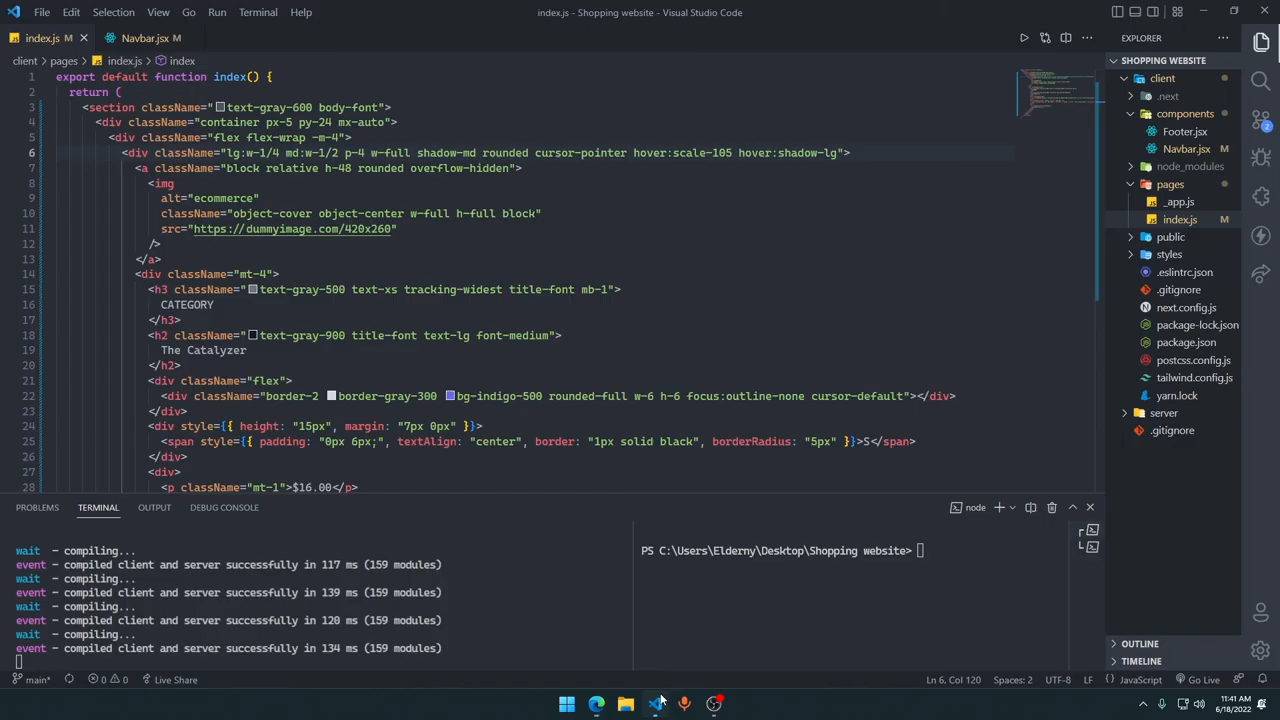 File Edit Selection View Go Run Terminal Help
index.js - Shopping website - Visual Studio Code
index.js M
Navbar.jsx M
client > pages > index.js > index
1 export default function index() {
2 return (
3 <section className="text-gray-600 body-font">
4 <div className="container px-5 py-24 mx-auto">
5 <div className="flex flex-wrap -m-4">
6 <div className="lg:w-1/4 md:w-1/2 p-4 w-full shadow-md rounded cursor-pointer hover:scale-105 hover:shadow-lg">
7 <a className="block relative h-48 rounded overflow-hidden">
8 <img
9 alt="ecommerce"
10 className="object-cover object-center w-full h-full block"
11 src="https://dummyimage.com/420x260"
12 />
13 </a>
14 <div className="mt-4">
15 <h3 className="text-gray-500 text-xs tracking-widest title-font mb-1">
16 CATEGORY
17 </h3>
18 <h2 className="text-gray-900 title-font text-lg font-medium">
19 The Catalyzer
20 </h2>
21 <div className="flex">
22 <div className="border-2 border-gray-300 bg-indigo-500 rounded-full w-6 h-6 focus:outline-none cursor-default"></div>
23 </div>
24 <div style={{ height: "15px", margin: "7px 0px" }}>
25 <span style={{ padding: "0px 6px;", textAlign: "center", border: "1px solid black", borderRadius: "5px" }}>S</span>
26 </div>
27 <div>
28 <p className="mt-1">$16.00</p>
EXPLORER
SHOPPING WEBSITE
client
.next
components
Footer.jsx
Navbar.jsx M
node_modules
pages
_app.js
index.js M
public
styles
.eslintrc.json
.gitignore
next.config.js
package-lock.json
package.json
postcss.config.js
tailwind.config.js
yarn.lock
server
.gitignore
OUTLINE
TIMELINE
2
PROBLEMS TERMINAL OUTPUT DEBUG CONSOLE
node
wait - compiling...
event - compiled client and server successfully in 117 ms (159 modules)
wait - compiling...
event - compiled client and server successfully in 139 ms (159 modules)
wait - compiling...
event - compiled client and server successfully in 120 ms (159 modules)
wait - compiling...
event - compiled client and server successfully in 134 ms (159 modules)
PS C:\Users\Elderny\Desktop\Shopping website>
main* 0 0 Live Share
Ln 6, Col 120 Spaces: 2 UTF-8 LF JavaScript Go Live
11:41 AM
6/18/2022